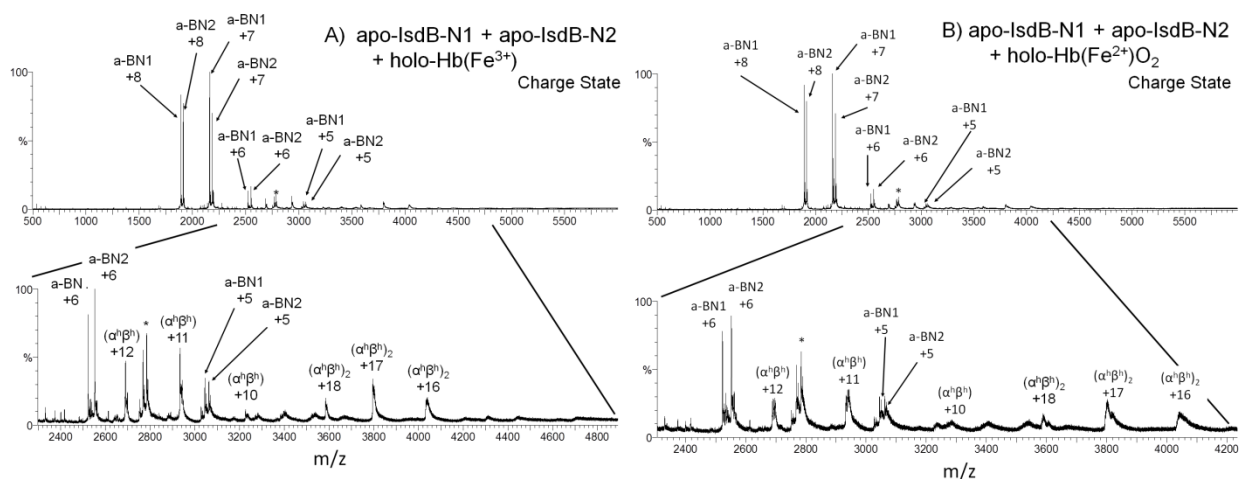 A) apo-IsdB-N1 + apo-IsdB-N2
+ holo-Hb(Fe³⁺)
Charge State
a-BN1
+8
a-BN2
+8
a-BN1
+7
a-BN2
+7
a-BN1
+6
a-BN2
+6
a-BN1
+5
a-BN2
+5
*
100
%
500 1000 1500 2000 2500 3000 3500 4000 4500 5000 5500
a-BN
+6
a-BN2
+6
(αʰβʰ)
+12
*
(αʰβʰ)
+11
a-BN1
+5
a-BN2
+5
(αʰβʰ)
+10
(αʰβʰ)₂
+18
(αʰβʰ)₂
+17
(αʰβʰ)₂
+16
100
%
0
2400 2600 2800 3000 3200 3400 3600 3800 4000 4200 4400 4600 4800
m/z
B) apo-IsdB-N1 + apo-IsdB-N2
+ holo-Hb(Fe²⁺)O₂
Charge State
a-BN1
+8
a-BN2
+8
a-BN1
+7
a-BN2
+7
a-BN1
+6
a-BN2
+6
a-BN1
+5
a-BN2
+5
*
100
%
500 1000 1500 2000 2500 3000 3500 4000 4500 5000 5500
a-BN1
+6
a-BN2
+6
(αʰβʰ)
+12
*
(αʰβʰ)
+11
a-BN1
+5
a-BN2
+5
(αʰβʰ)
+10
(αʰβʰ)₂
+18
(αʰβʰ)₂
+17
(αʰβʰ)₂
+16
100
%
0
2400 2600 2800 3000 3200 3400 3600 3800 4000 4200
m/z